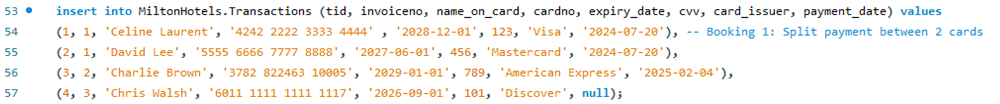 53 insert into MiltonHotels.Transactions (tid, invoiceno, name_on_card, cardno, expiry_date, cvv, card_issuer, payment_date) values
54 (1, 1, 'Celine Laurent', '4242 2222 3333 4444' , '2028-12-01', 123, 'Visa', '2024-07-20'), -- Booking 1: Split payment between 2 cards
55 (2, 1, 'David Lee', '5555 6666 7777 8888', '2027-06-01', 456, 'Mastercard', '2024-07-20'),
56 (3, 2, 'Charlie Brown', '3782 822463 10005', '2029-01-01', 789, 'American Express', '2025-02-04'),
57 (4, 3, 'Chris Walsh', '6011 1111 1111 1117', '2026-09-01', 101, 'Discover', null);